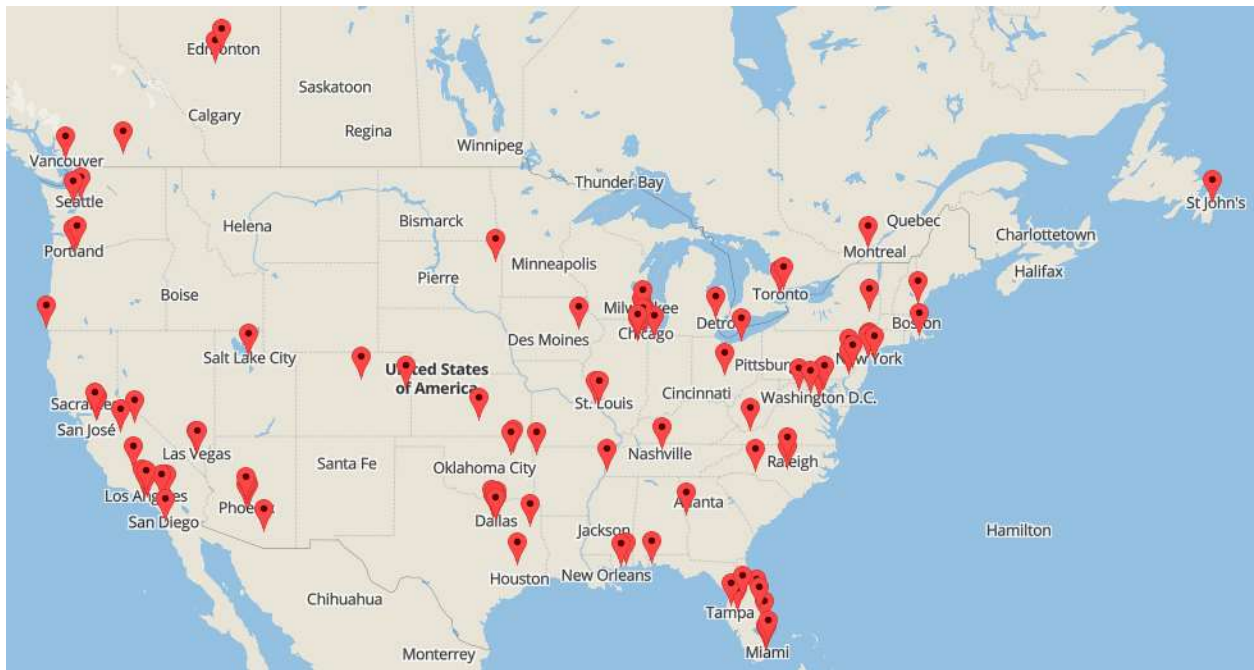 Edmonton
Saskatoon
Calgary
Regina
Winnipeg
Vancouver
Thunder Bay
Seattle
St John's
Quebec
Bismarck
Helena
Charlottetown
Portland
Montreal
Minneapolis
Halifax
Pierre
Boise
Toronto
Milwaukee
Detroit
Boston
Chicago
Des Moines
Salt Lake City
New York
Pittsburgh
United States
of America
Cincinnati
Washington D.C.
Sacramento
St. Louis
San José
Las Vegas
Nashville
Raleigh
Santa Fe
Oklahoma City
Los Angeles
Atlanta
Phoenix
San Diego
Dallas
Jackson
Hamilton
New Orleans
Houston
Chihuahua
Tampa
Miami
Monterrey